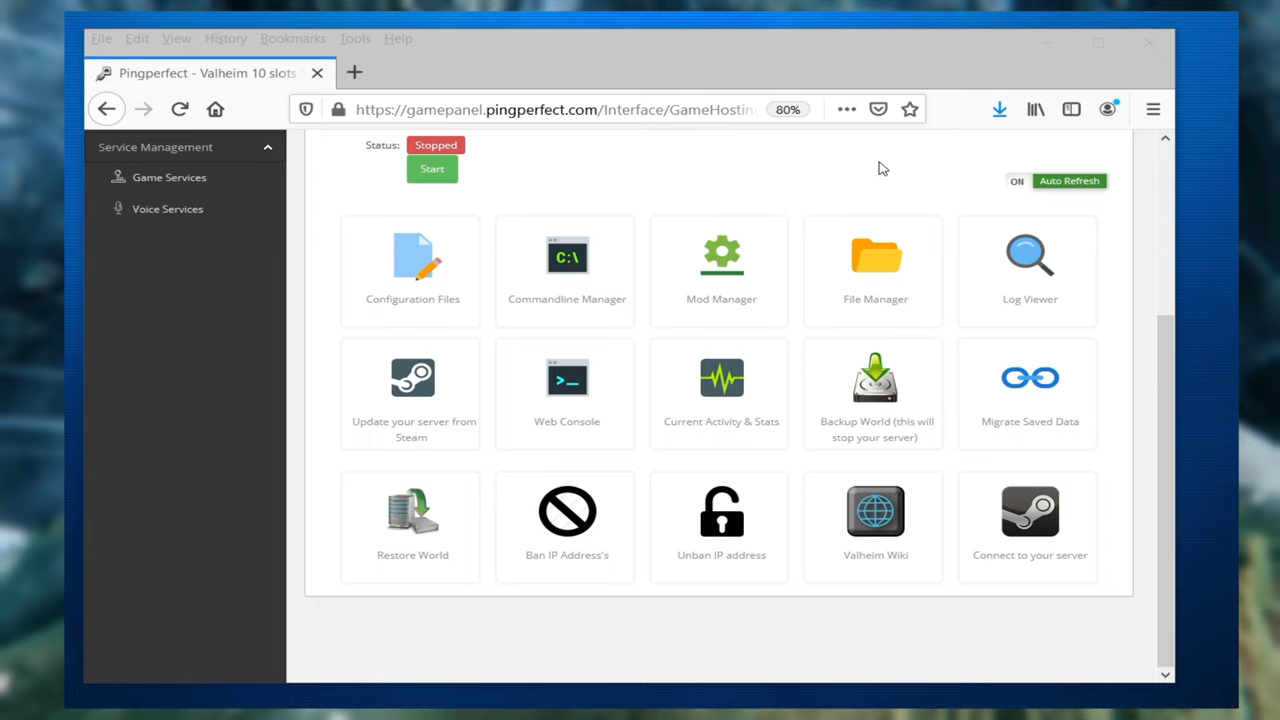 File Edit View History Bookmarks Tools Help
Pingperfect - Valheim 10 slots
https://gamepanel.pingperfect.com/Interface/GameHostin
80%
Service Management
Game Services
Voice Services
Status: Stopped
Start
ON Auto Refresh
Configuration Files
C:\
Commandline Manager
Mod Manager
File Manager
Log Viewer
Update your server from
Steam
>_
Web Console
Current Activity & Stats
Backup World (this will
stop your server)
Migrate Saved Data
Restore World
Ban IP Address's
Unban IP address
Valheim Wiki
Connect to your server